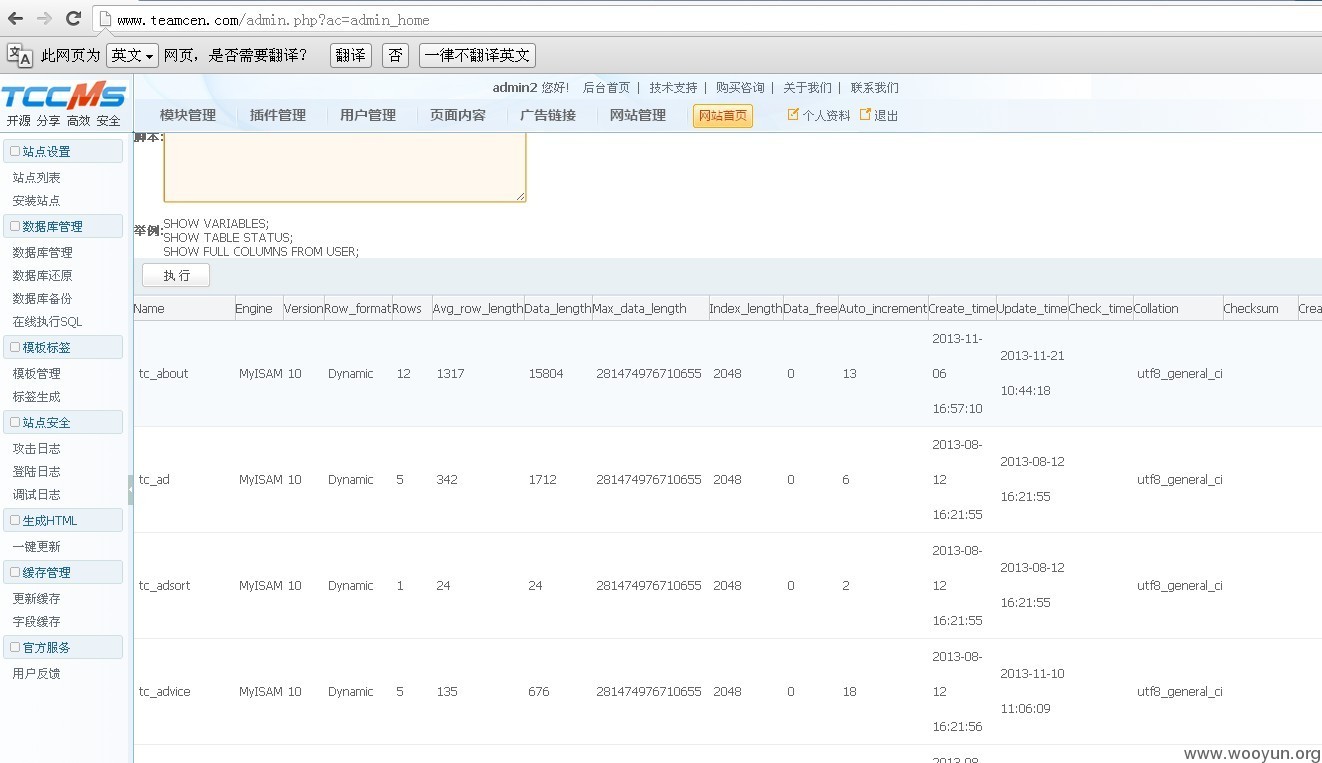 www.teamcen.com/admin.php?ac=admin_home
此网页为 英文 网页，是否需要翻译？ 翻译 否 一律不翻译英文
TCCMS
开源 分享 高效 安全
admin2 您好! 后台首页 | 技术支持 | 购买咨询 | 关于我们 | 联系我们
模块管理 插件管理 用户管理 页面内容 广告链接 网站管理 网站首页 个人资料 退出
站点设置
站点列表
安装站点
数据库管理
数据库管理
数据库还原
数据库备份
在线执行SQL
模板标签
模板管理
标签生成
站点安全
攻击日志
登陆日志
调试日志
生成HTML
一键更新
缓存管理
更新缓存
字段缓存
官方服务
用户反馈
脚本:
举例:
SHOW VARIABLES;
SHOW TABLE STATUS;
SHOW FULL COLUMNS FROM USER;
执 行
Name Engine Version Row_format Rows Avg_row_length Data_length Max_data_length Index_length Data_free Auto_increment Create_time Update_time Check_time Collation Checksum Crea
tc_about MyISAM 10 Dynamic 12 1317 15804 281474976710655 2048 0 13 2013-11-06 16:57:10 2013-11-21 10:44:18 utf8_general_ci
tc_ad MyISAM 10 Dynamic 5 342 1712 281474976710655 2048 0 6 2013-08-12 16:21:55 2013-08-12 16:21:55 utf8_general_ci
tc_adsort MyISAM 10 Dynamic 1 24 24 281474976710655 2048 0 2 2013-08-12 16:21:55 2013-08-12 16:21:55 utf8_general_ci
tc_advice MyISAM 10 Dynamic 5 135 676 281474976710655 2048 0 18 2013-08-12 16:21:56 2013-11-10 11:06:09 utf8_general_ci
www.wooyun.org